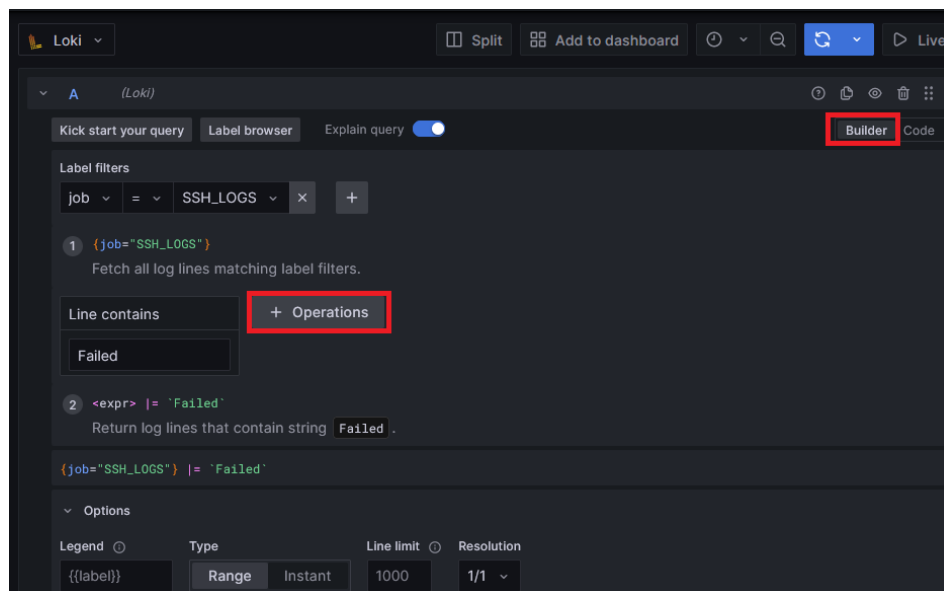 Loki Split Add to dashboard Live
A (Loki)
Kick start your query Label browser Explain query Builder Code
Label filters
job = SSH_LOGS × +
1 {job="SSH_LOGS"}
Fetch all log lines matching label filters.
Line contains + Operations
Failed
2 <expr> |= `Failed`
Return log lines that contain string Failed .
{job="SSH_LOGS"} |= `Failed`
Options
Legend Type Line limit Resolution
{{label}} Range Instant 1000 1/1